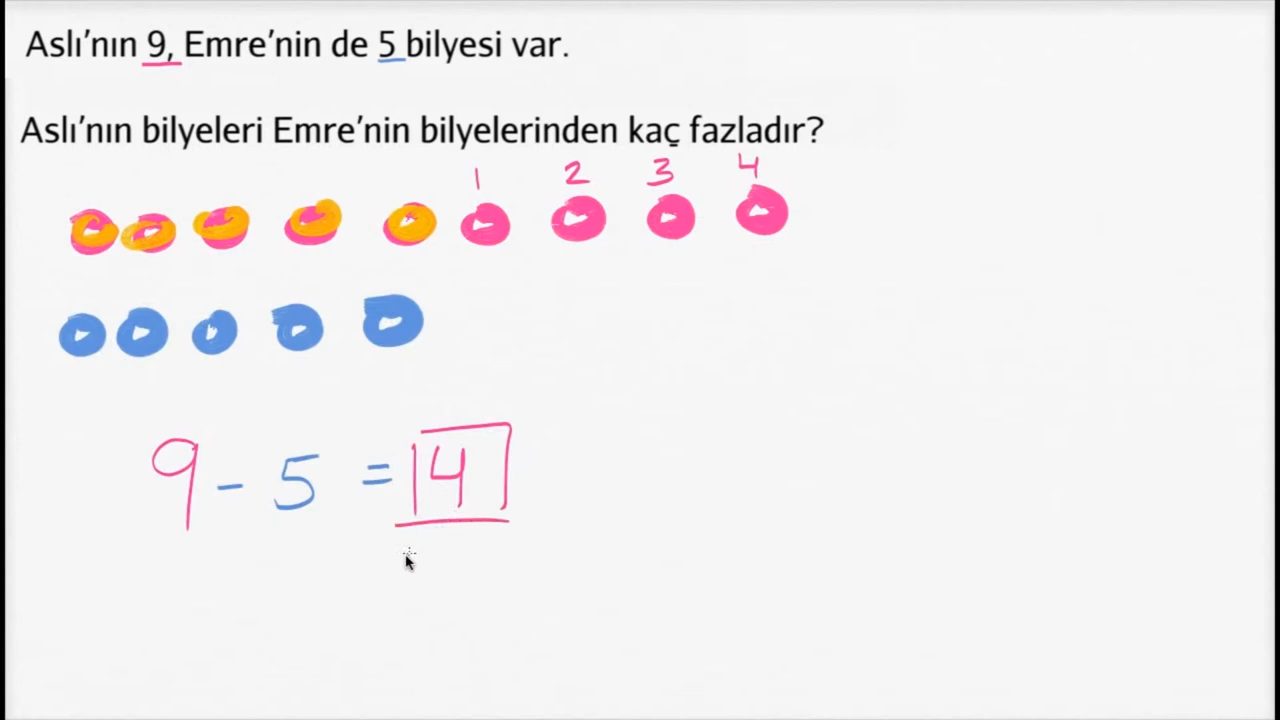 Aslı’nın 9, Emre’nin de 5 bilyesi var.
Aslı’nın bilyeleri Emre’nin bilyelerinden kaç fazladır?
1 2 3 4
9 - 5 = 4